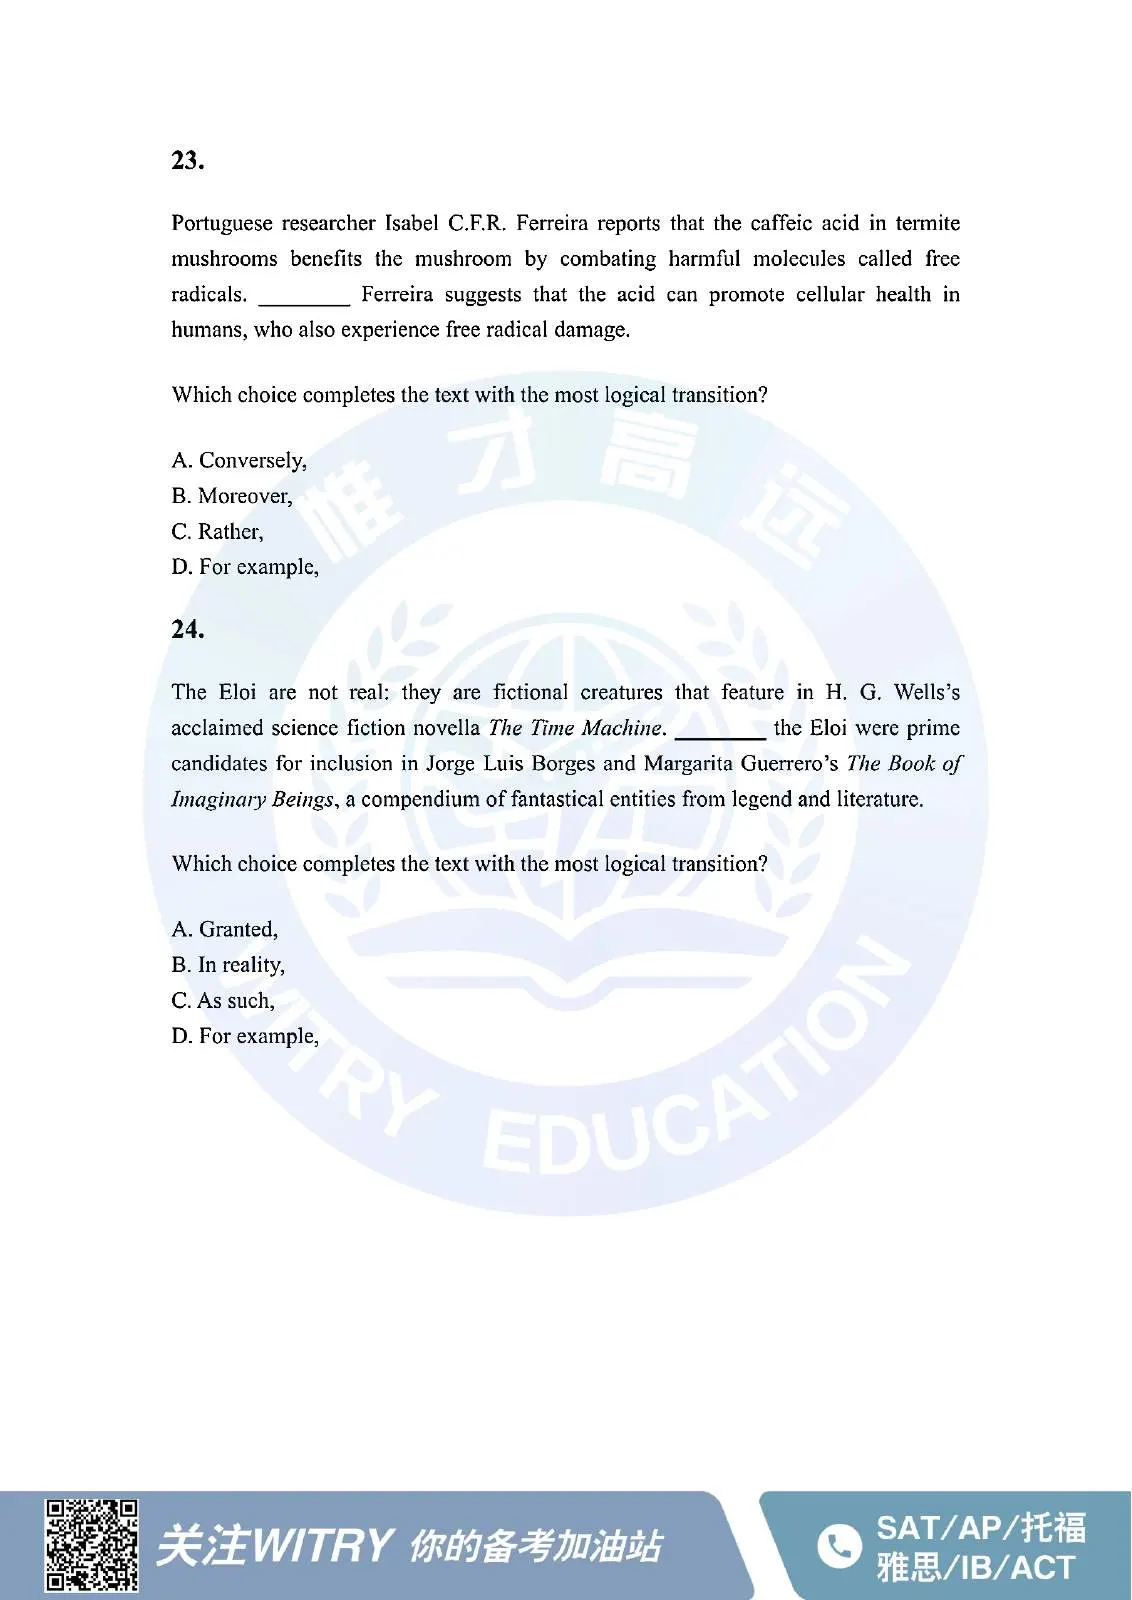 23.
Portuguese researcher Isabel C.F.R. Ferreira reports that the caffeic acid in termite
mushrooms benefits the mushroom by combating harmful molecules called free
radicals. ________ Ferreira suggests that the acid can promote cellular health in
humans, who also experience free radical damage.
Which choice completes the text with the most logical transition?
A. Conversely,
B. Moreover,
C. Rather,
D. For example,
24.
The Eloi are not real: they are fictional creatures that feature in H. G. Wells’s
acclaimed science fiction novella The Time Machine. ________ the Eloi were prime
candidates for inclusion in Jorge Luis Borges and Margarita Guerrero’s The Book of
Imaginary Beings, a compendium of fantastical entities from legend and literature.
Which choice completes the text with the most logical transition?
A. Granted,
B. In reality,
C. As such,
D. For example,
惟才高远
WITRY EDUCATION
关注WITRY 你的备考加油站
SAT/AP/托福
雅思/IB/ACT